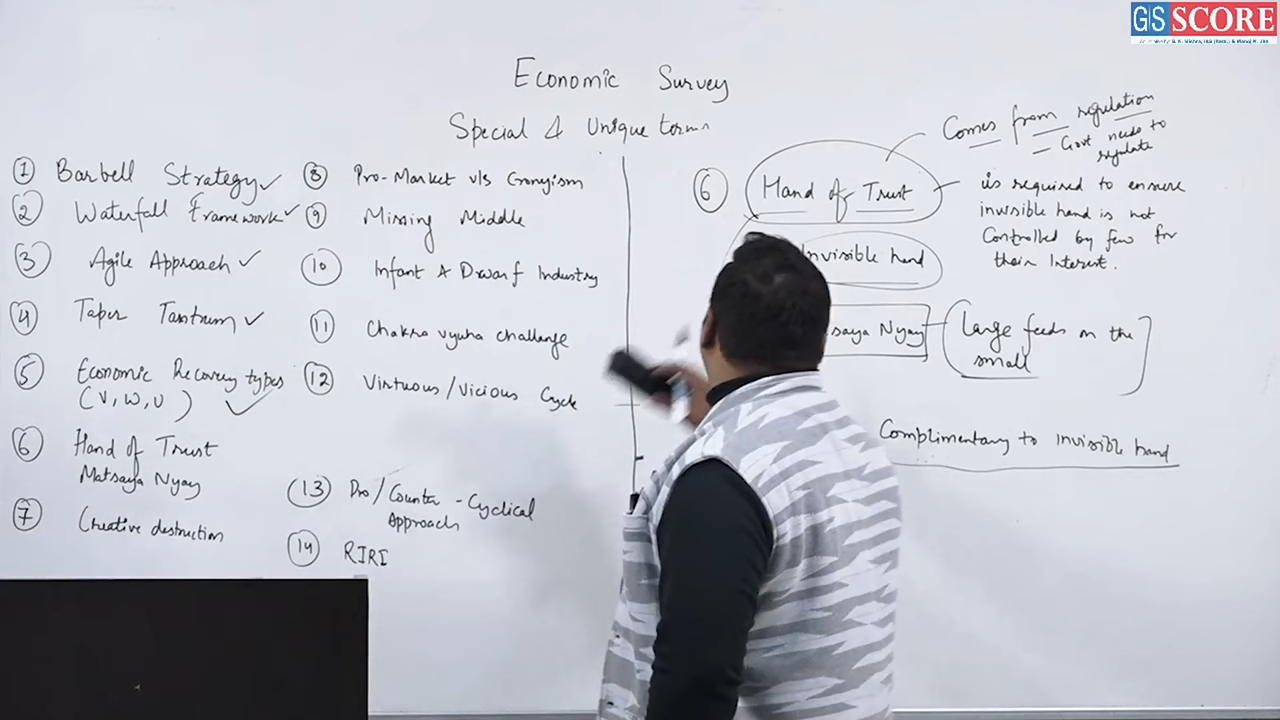 GS SCORE
Economic Survey
Special & Unique terms
1 Barbell Strategy ✓
2 Waterfall Framework ✓
3 Agile Approach ✓
4 Taper Tantrum ✓
5 Economic Recovery types
(V, W, U) ✓
6 Hand of Trust
Matsaya Nyay
7 Creative destruction
8 Pro-Market v/s Cronyism
9 Missing Middle
10 Infant & Dwarf Industry
11 Chakra vyuha challenge
12 Virtuous/Vicious Cycle
13 Pro/Counter-Cyclical
Approach
14 RIRI
6 Hand of Trust
Comes from regulation
- Govt needs to
regulate
is required to ensure
invisible hand is not
Controlled by few for
their Interest.
Invisible hand
saya Nyay
Large feeds on the
small
Complimentary to invisible hand